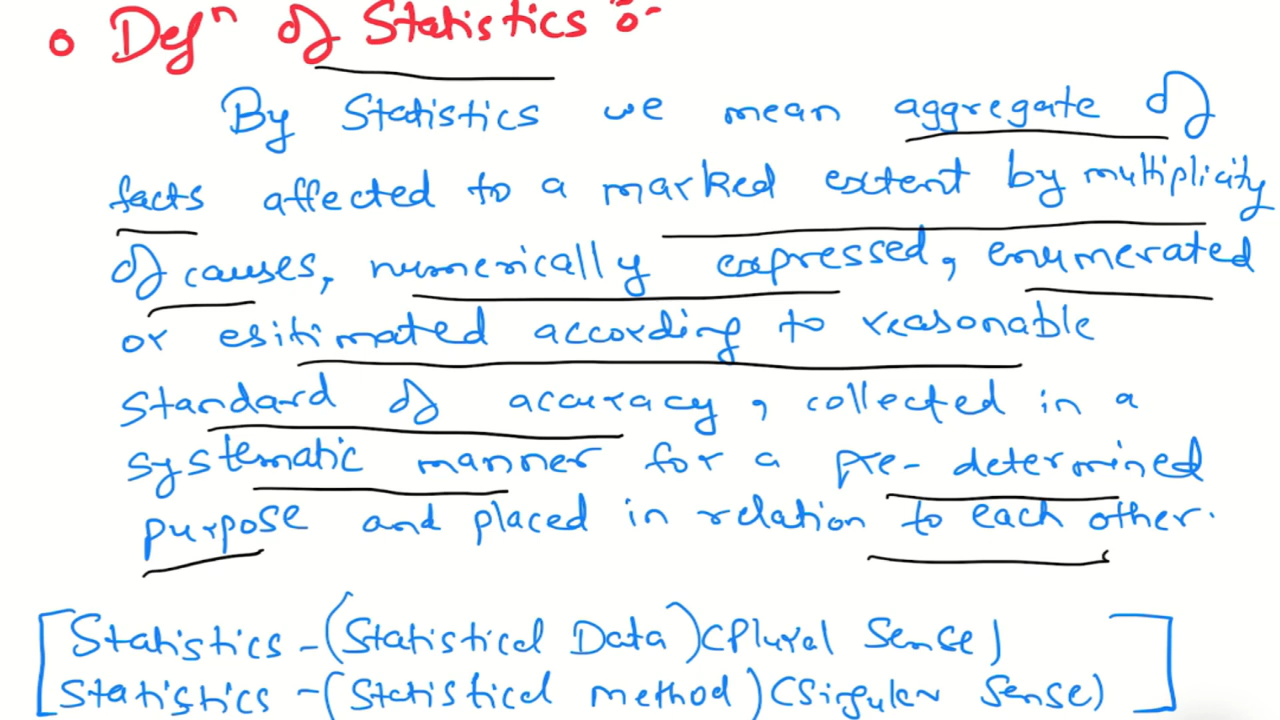 o Defⁿ of Statistics :-
By Statistics we mean aggregate of
facts affected to a marked extent by multiplicity
of causes, numerically expressed, enumerated
or esitimated according to reasonable
standard of accuracy, collected in a
systematic manner for a pre-determined
purpose and placed in relation to each other.
[Statistics - (Statistical Data) (Plural Sense)
Statistics - (Statistical method) (Singular Sense)]